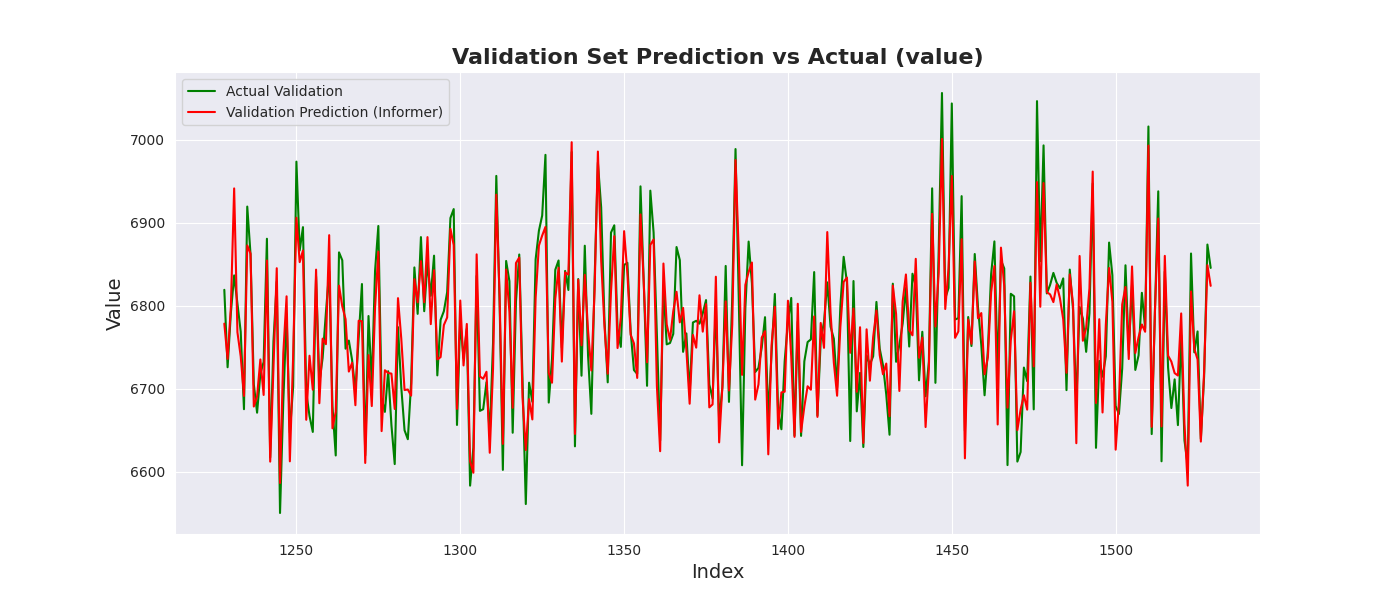 Validation Set Prediction vs Actual (value)
Actual Validation
Validation Prediction (Informer)
7000
6900
6800
6700
6600
Value
1250 1300 1350 1400 1450 1500
Index